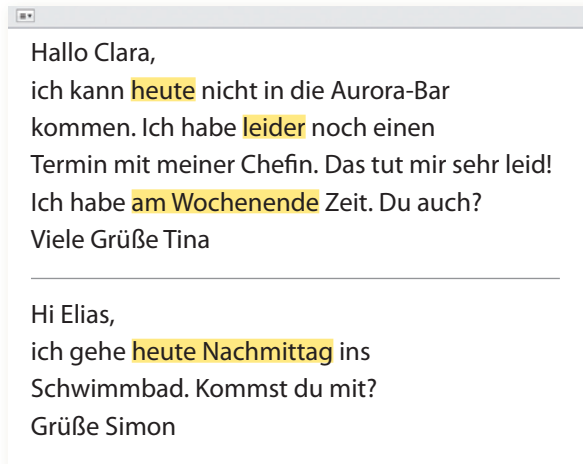 Hallo Clara,
ich kann heute nicht in die Aurora-Bar
kommen. Ich habe leider noch einen
Termin mit meiner Chefin. Das tut mir sehr leid!
Ich habe am Wochenende Zeit. Du auch?
Viele Grüße Tina
Hi Elias,
ich gehe heute Nachmittag ins
Schwimmbad. Kommst du mit?
Grüße Simon